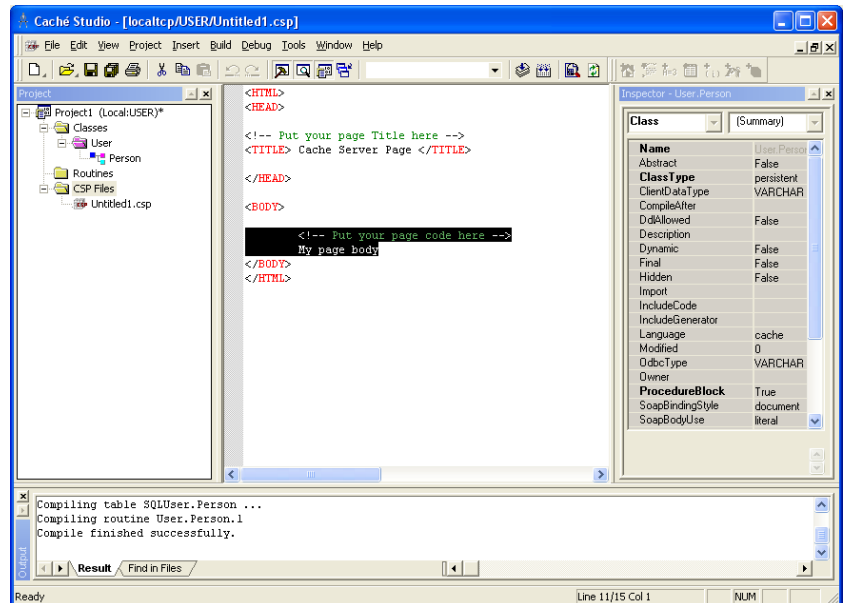 Caché Studio - [localtcp/USER/Untitled1.csp]
File Edit View Project Insert Build Debug Tools Window Help
Project
Project1 (Local:USER)*
Classes
User
Person
Routines
CSP Files
Untitled1.csp
<HTML>
<HEAD>
<!-- Put your page Title here -->
<TITLE> Cache Server Page </TITLE>
</HEAD>
<BODY>
<!-- Put your page code here -->
My page body
</BODY>
</HTML>
Inspector - User.Person
Class (Summary)
Name User.Person
Abstract False
ClassType persistent
ClientDataType VARCHAR
CompileAfter
DdlAllowed False
Description
Dynamic False
Final False
Hidden False
Import
IncludeCode
IncludeGenerator
Language cache
Modified 0
OdbcType VARCHAR
Owner
ProcedureBlock True
SoapBindingStyle document
SoapBodyUse literal
Output
Compiling table SQLUser.Person ...
Compiling routine User.Person.1
Compile finished successfully.
Result Find in Files
Ready Line 11/15 Col 1 NUM